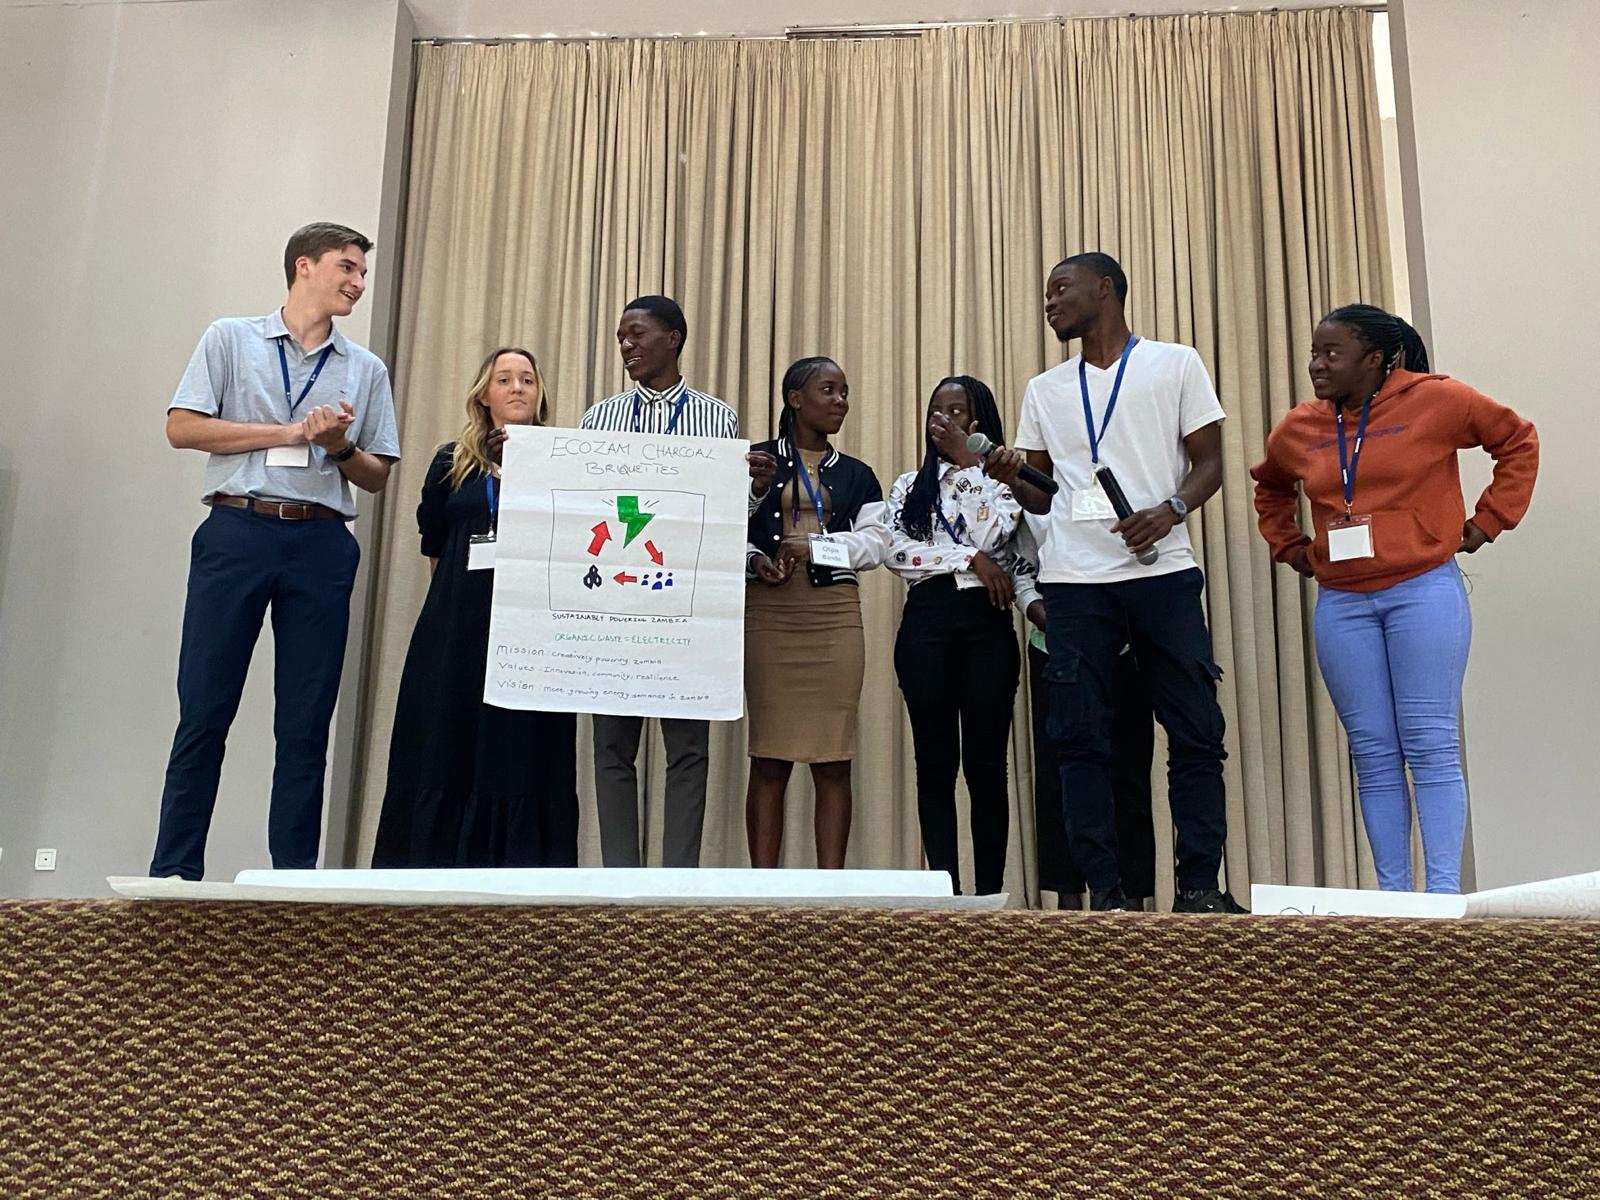 ECOZAM CHARCOAL
BRIQUETTES
SUSTAINABLY POWERING ZAMBIA
ORGANIC WASTE = ELECTRICITY
Mission: creatively powering zambia
Values: Innovation, community, resilience
Vision: meet growing energy demands in zambia
Banda